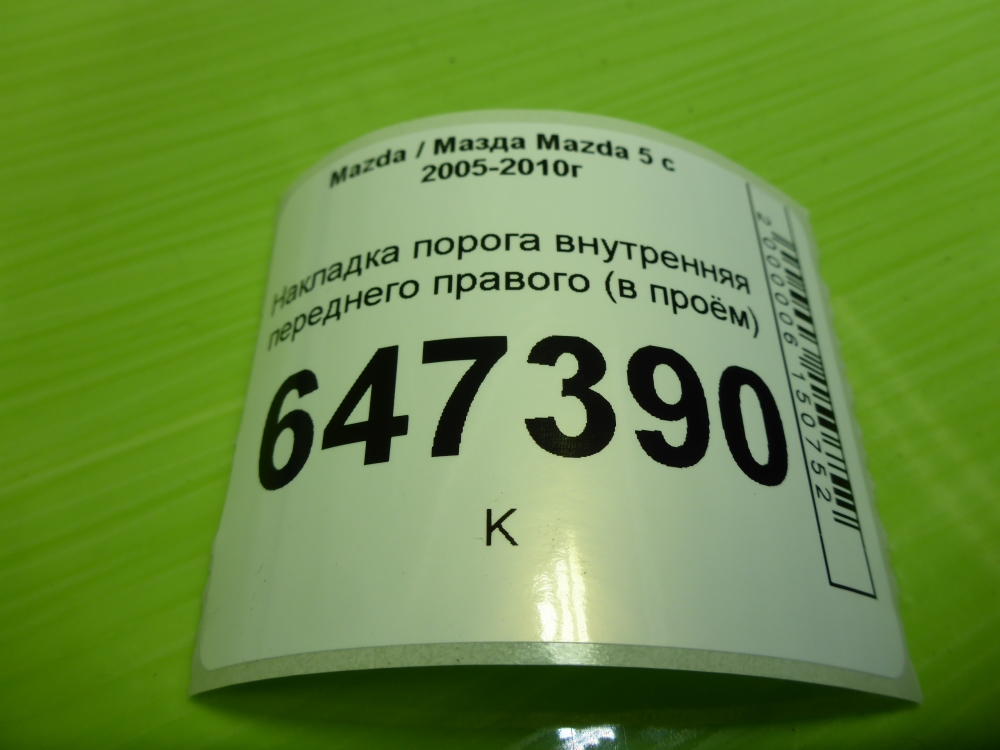 Mazda / Мазда Mazda 5 с
2005-2010г
Накладка порога внутренняя
переднего правого (в проём)
647390
К
2000006150752